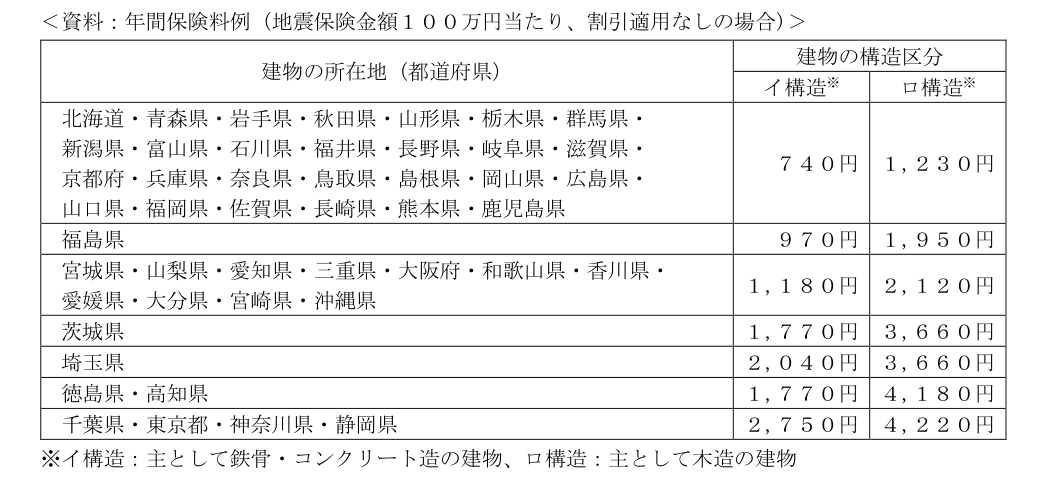 ＜資料：年間保険料例（地震保険金額１００万円当たり、割引適用なしの場合）＞
建物の所在地（都道府県）
建物の構造区分
イ構造※
ロ構造※
北海道・青森県・岩手県・秋田県・山形県・栃木県・群馬県・
新潟県・富山県・石川県・福井県・長野県・岐阜県・滋賀県・
京都府・兵庫県・奈良県・鳥取県・島根県・岡山県・広島県・
山口県・福岡県・佐賀県・長崎県・熊本県・鹿児島県
７４０円 １，２３０円
福島県 ９７０円 １，９５０円
宮城県・山梨県・愛知県・三重県・大阪府・和歌山県・香川県・
愛媛県・大分県・宮崎県・沖縄県
１，１８０円 ２，１２０円
茨城県 １，７７０円 ３，６６０円
埼玉県 ２，０４０円 ３，６６０円
徳島県・高知県 １，７７０円 ４，１８０円
千葉県・東京都・神奈川県・静岡県 ２，７５０円 ４，２２０円
※イ構造：主として鉄骨・コンクリート造の建物、ロ構造：主として木造の建物